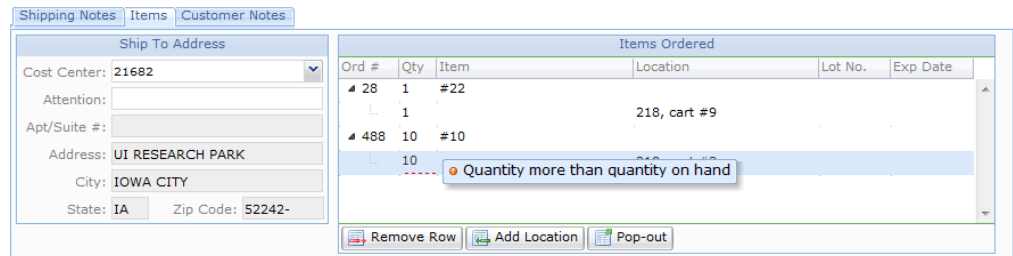 Shipping Notes Items Customer Notes
Ship To Address
Cost Center: 21682
Attention:
Apt/Suite #:
Address: UI RESEARCH PARK
City: IOWA CITY
State: IA Zip Code: 52242-
Items Ordered
Ord # Qty Item Location Lot No. Exp Date
28 1 #22
1 218, cart #9
488 10 #10
10
Quantity more than quantity on hand
Remove Row Add Location Pop-out